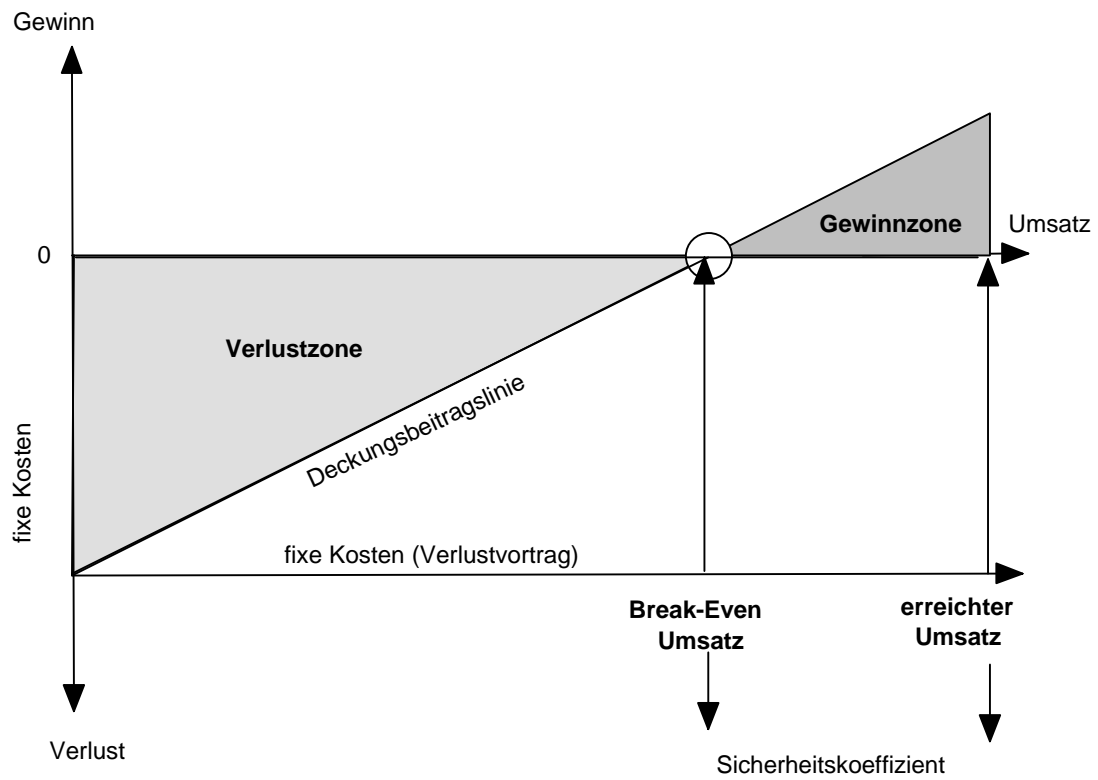 Gewinn
0
Gewinnzone
Umsatz
Verlustzone
Deckungsbeitragslinie
fixe Kosten
fixe Kosten (Verlustvortrag)
Break-Even
Umsatz
erreichter
Umsatz
Verlust
Sicherheitskoeffizient